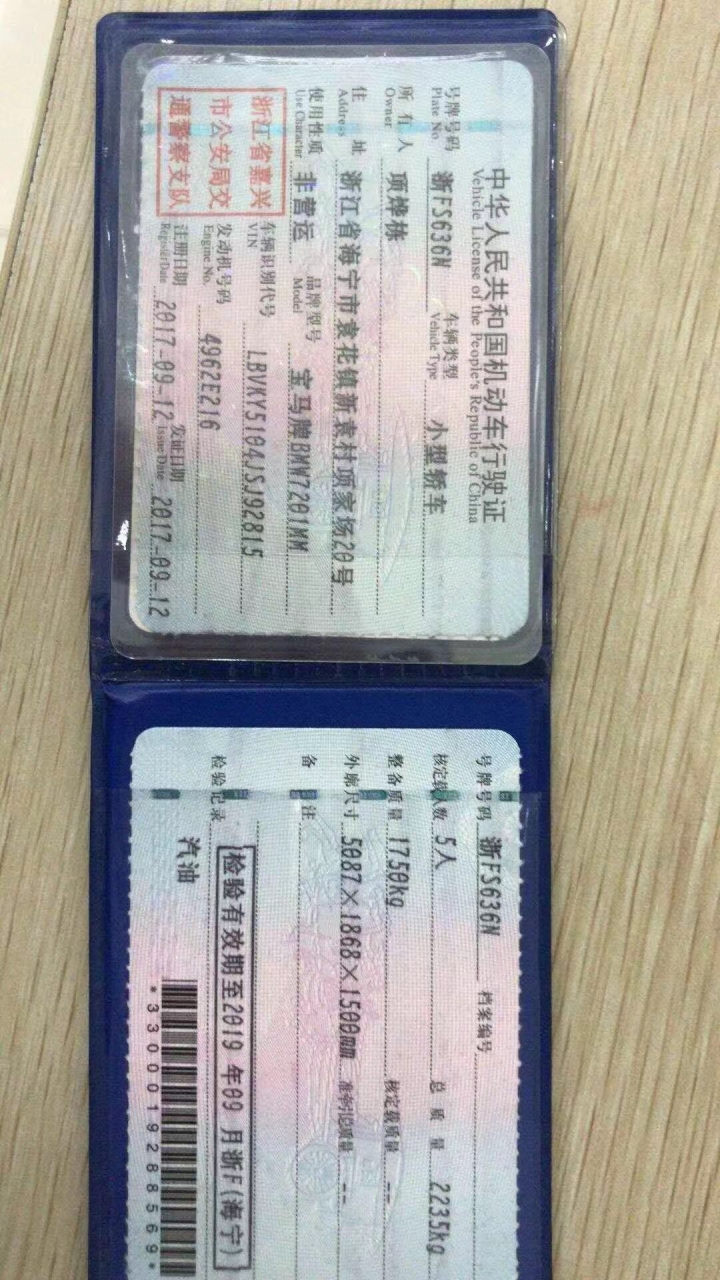 中华人民共和国机动车行驶证
Vehicle License of the People's Republic of China
号牌号码 浙FS636N 车辆类型 小型轿车
Plate No. Vehicle Type
所有人 项烨栋
Owner
住址 浙江省海宁市袁花镇新袁村项家场20号
Address
使用性质 非营运 品牌型号 宝马牌BMW7201MM
Use Character Model
浙江省嘉兴
市公安局交
通警察支队
车辆识别代号 LBVKY5104JSJ92815
VIN
发动机号码 4962E216
Engine No.
注册日期 2017-09-12 发证日期 2017-09-12
Register Date Issue Date
号牌号码 浙FS636N 档案编号
核定载人数 5人 总质量 2235kg
整备质量 1750kg 核定载质量 --
外廓尺寸 5087×1868×1500mm 准牵引总质量 --
备注
检验记录 检验有效期至2019年09月浙F(海宁)
汽油
*3300019288569*